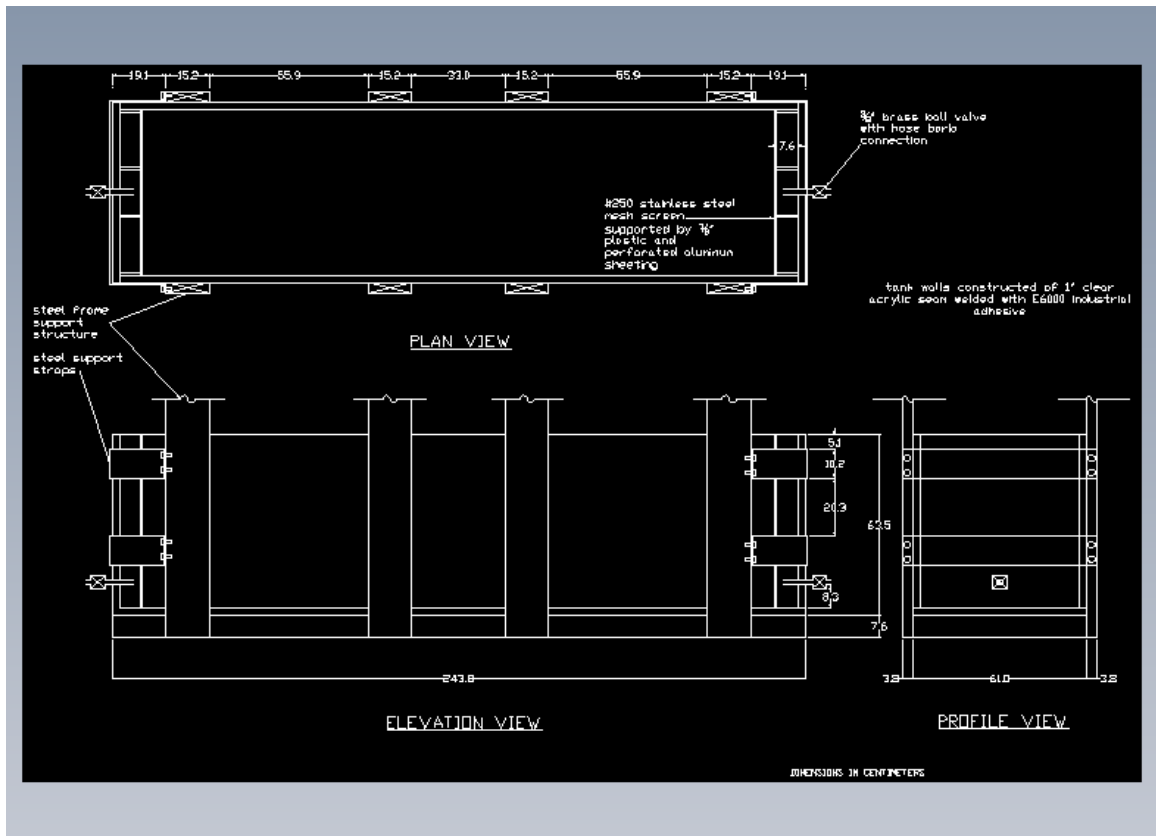 19.1 15.2 55.9 15.2 33.0 15.2 55.9 15.2 19.1
brass ball valve
with hose barb
connection
7.6
#250 stainless steel
mesh screen
supported by
plastic and
perforated aluminum
sheeting
tank walls constructed of 1" clear
acrylic seam welded with E6000 industrial
adhesive
steel frame
support
structure
PLAN VIEW
steel support
straps
5.1
10.2
20.3
63.5
8.3
7.6
243.8
3.8 61.0 3.8
ELEVATION VIEW
PROFILE VIEW
DIMENSIONS IN CENTIMETERS